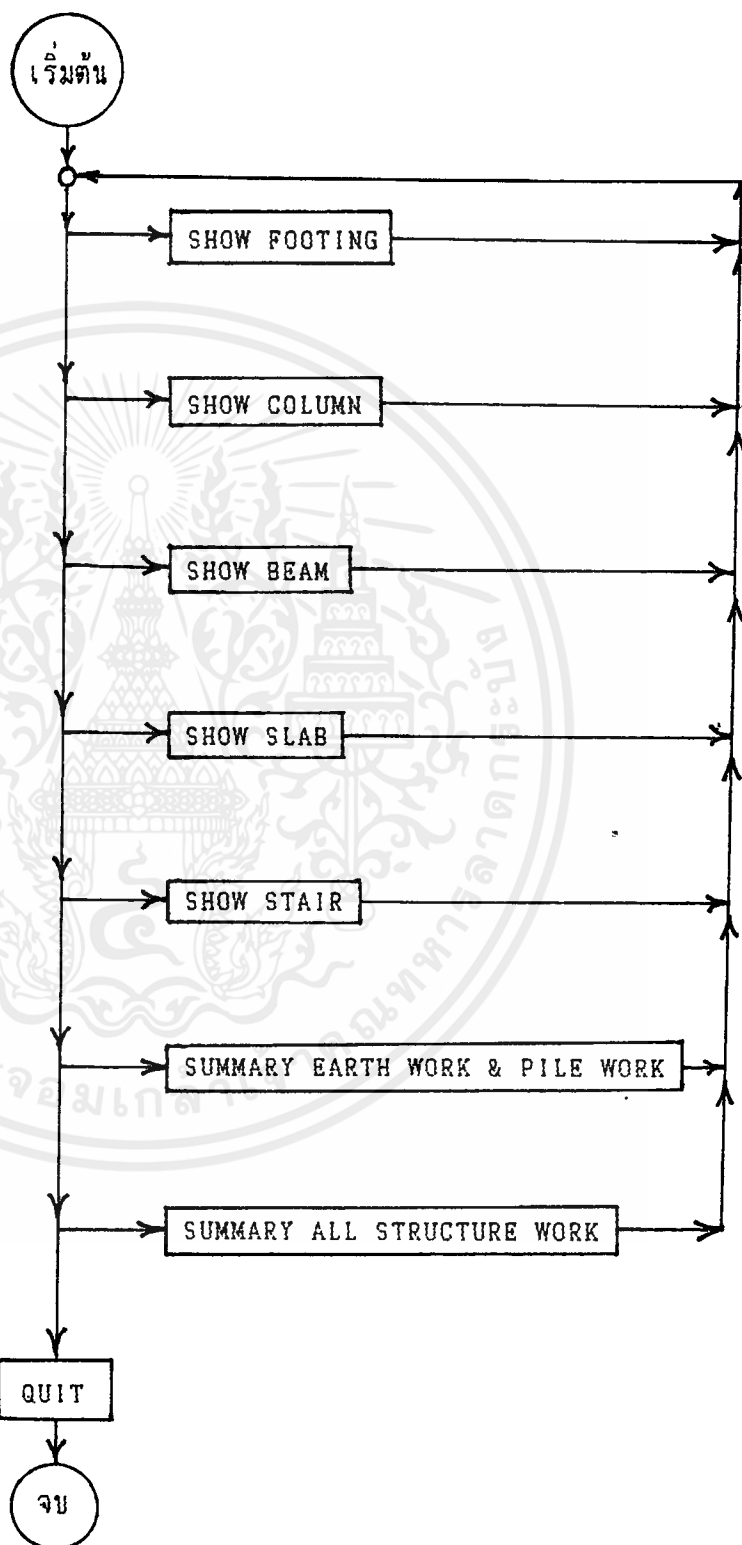 เริ่มต้น
SHOW FOOTING
SHOW COLUMN
SHOW BEAM
SHOW SLAB
SHOW STAIR
SUMMARY EARTH WORK & PILE WORK
SUMMARY ALL STRUCTURE WORK
QUIT
จบ